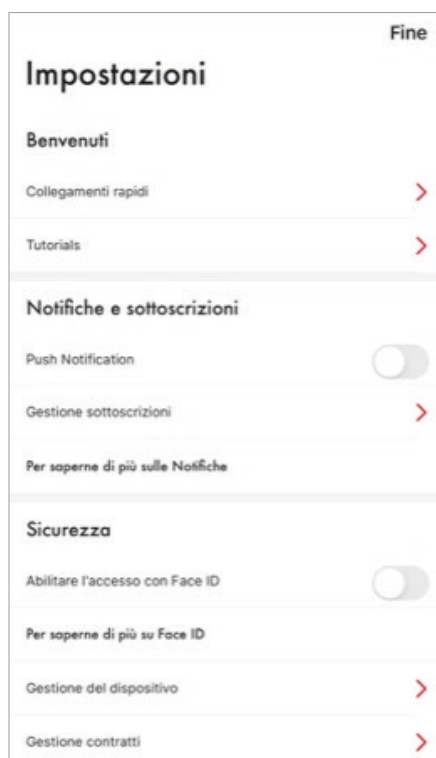 Fine
Impostazioni
Benvenuti
Collegamenti rapidi
Tutorials
Notifiche e sottoscrizioni
Push Notification
Gestione sottoscrizioni
Per saperne di più sulle Notifiche
Sicurezza
Abilitare l'accesso con Face ID
Per saperne di più su Face ID
Gestione del dispositivo
Gestione contratti